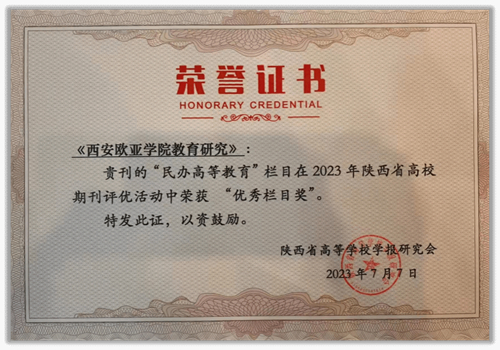 荣誉证书
HONORARY CREDENTIAL
《西安欧亚学院教育研究》：
贵刊的“民办高等教育”栏目在2023年陕西省高校
期刊评优活动中荣获 “优秀栏目奖”。
特发此证，以资鼓励。
陕西省高等学校学报研究会
2023年7月7日